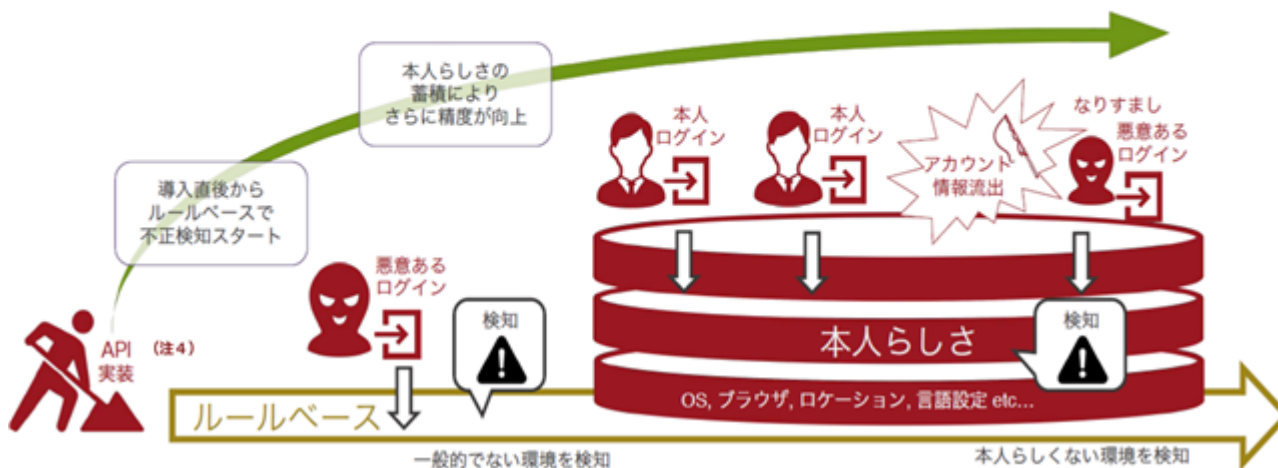 本人らしさの
蓄積により
さらに精度が向上
導入直後から
ルールベースで
不正検知スタート
本人
ログイン
本人
ログイン
アカウント
情報流出
なりすまし
悪意ある
ログイン
悪意ある
ログイン
検知
API
実装
(注4)
本人らしさ
検知
OS, ブラウザ, ロケーション, 言語設定 etc...
ルールベース
一般的でない環境を検知
本人らしくない環境を検知